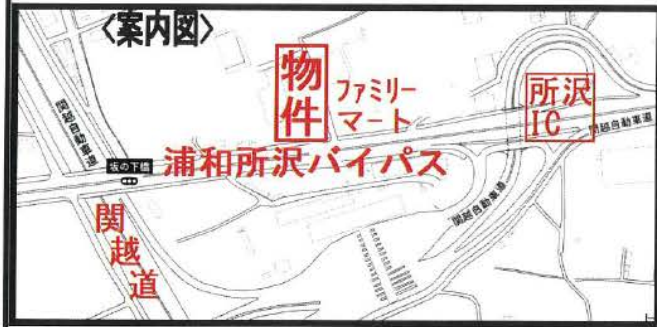 〈案内図〉
物件
ファミリー
マート
所沢
IC
関越自動車道
関越自動車道
坂の下橋
浦和所沢バイパス
関越自動車道
関越道